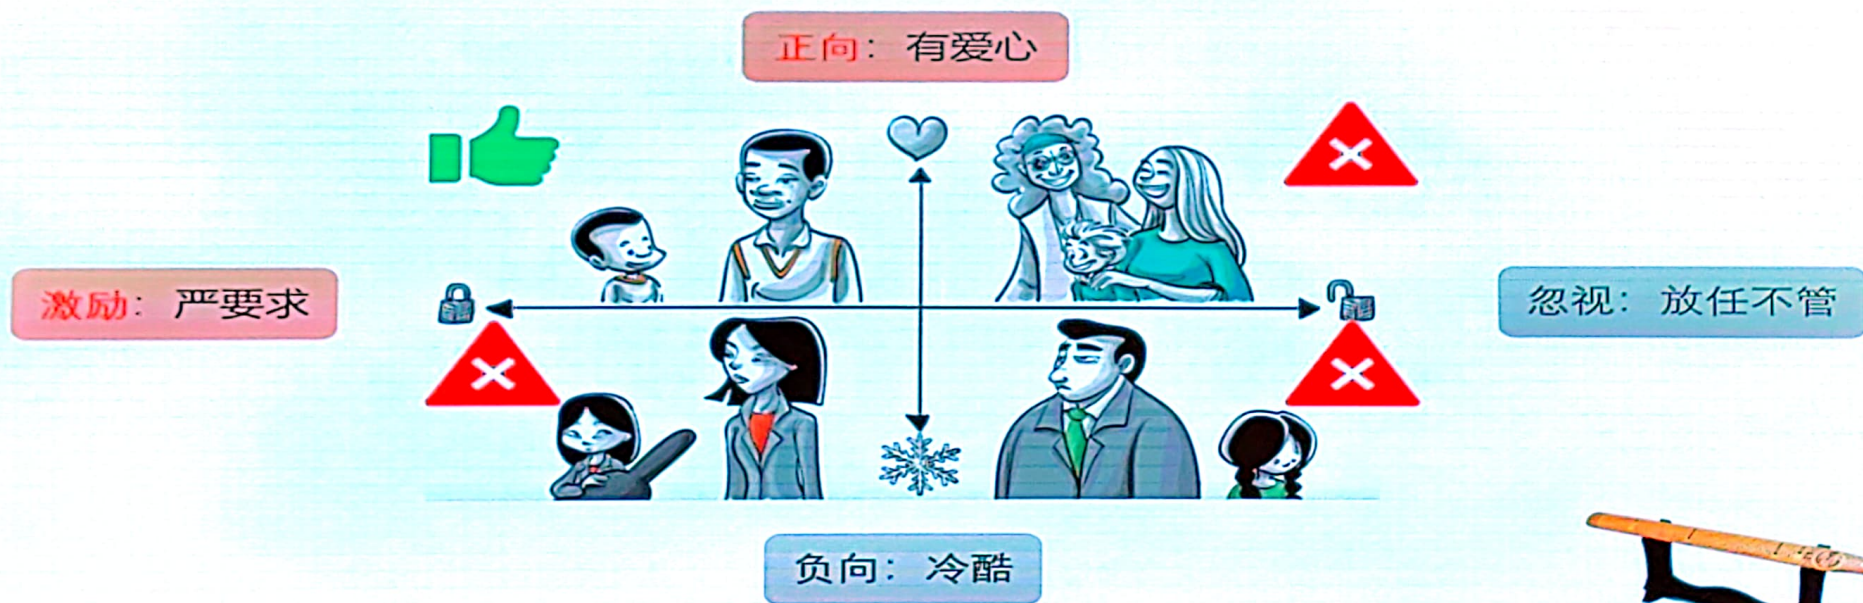 正向：有爱心
激励：严要求
忽视：放任不管
负向：冷酷